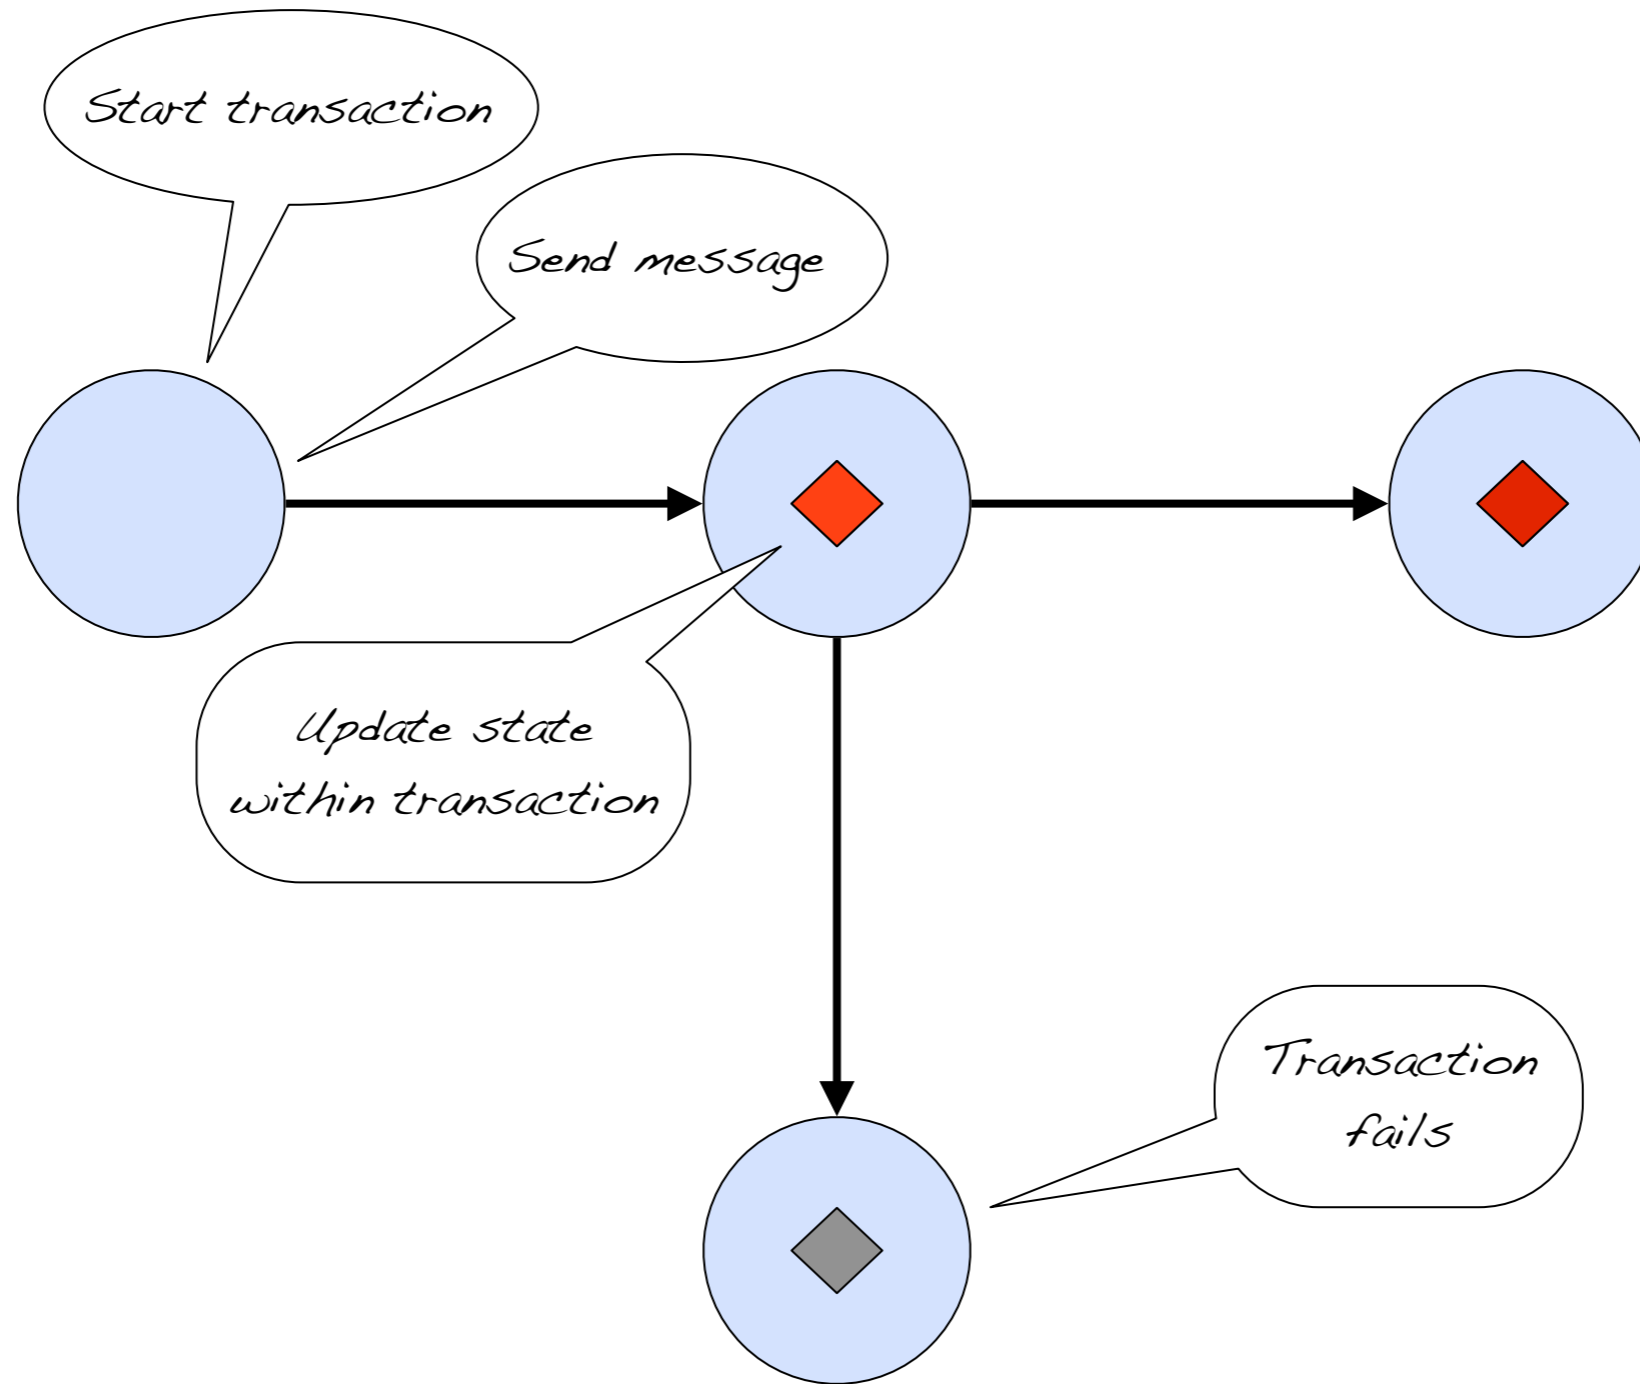 Start transaction
Send message
Update state
within transaction
Transaction
fails